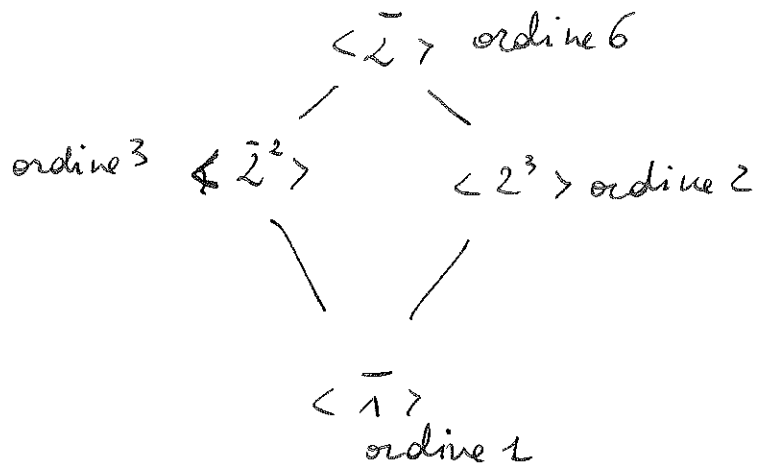 < 2̄ > ordine 6
ordine 3 < 2̄² > < 2³ > ordine 2
< 1̄ >
ordine 1